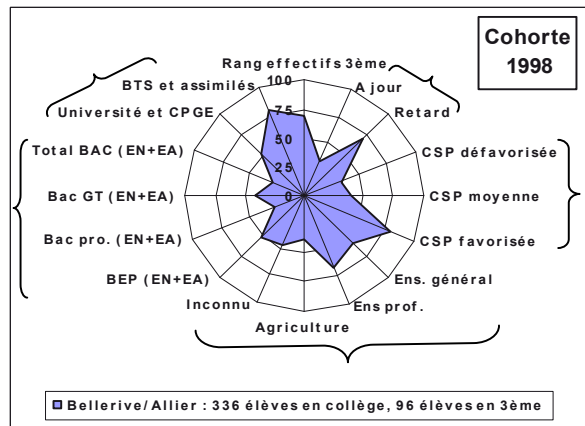 Cohorte
1998
Rang effectifs 3ème
100
75
50
25
0
A jour
Retard
CSP défavorisée
CSP moyenne
CSP favorisée
Ens. général
Ens prof.
Agriculture
Inconnu
BEP (EN+EA)
Bac pro. (EN+EA)
Bac GT (EN+EA)
Total BAC (EN+EA)
Université et CPGE
BTS et assimilés
Bellerive/Allier : 336 élèves en collège, 96 élèves en 3ème